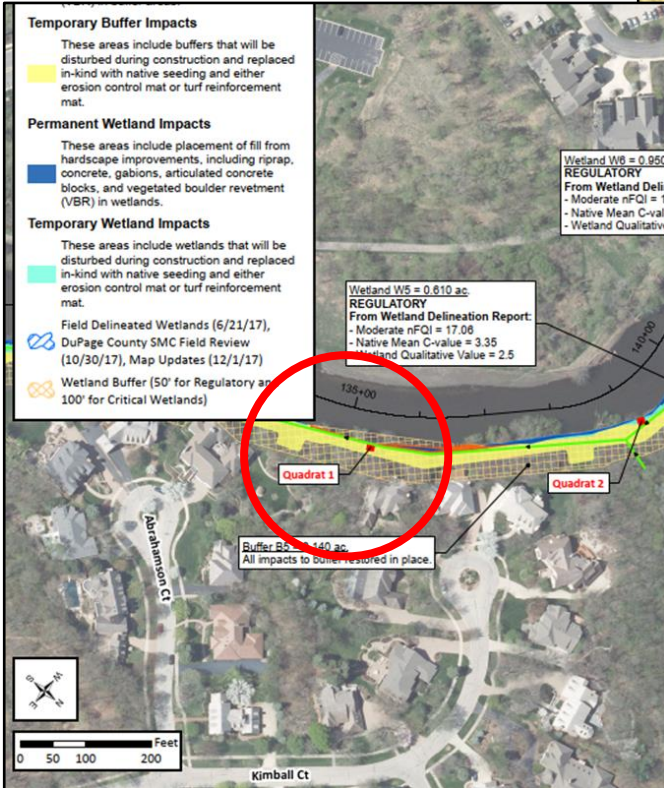 Temporary Buffer Impacts
These areas include buffers that will be
disturbed during construction and replaced
in-kind with native seeding and either
erosion control mat or turf reinforcement
mat.
Permanent Wetland Impacts
These areas include placement of fill from
hardscape improvements, including riprap,
concrete, gabions, articulated concrete
blocks, and vegetated boulder revetment
(VBR) in wetlands.
Temporary Wetland Impacts
These areas include wetlands that will be
disturbed during construction and replaced
in-kind with native seeding and either
erosion control mat or turf reinforcement
mat.
Field Delineated Wetlands (6/21/17),
DuPage County SMC Field Review
(10/30/17), Map Updates (12/1/17)
Wetland Buffer (50' for Regulatory an
100' for Critical Wetlands)
Wetland W6 = 0.950
REGULATORY
From Wetland Deli
- Moderate nFQI = 1
- Native Mean C-val
- Wetland Qualitative
Wetland W5 = 0.610 ac.
REGULATORY
From Wetland Delineation Report:
- Moderate nFQI = 17.06
- Native Mean C-value = 3.35
Wetland Qualitative Value = 2.5
135+00
140+00
Quadrat 1
Quadrat 2
Buffer B5 = 140 ac.
All impacts to buffer restored in place.
Abrahamson Ct
Kimball Ct
S W
E N
Feet
0 50 100 200